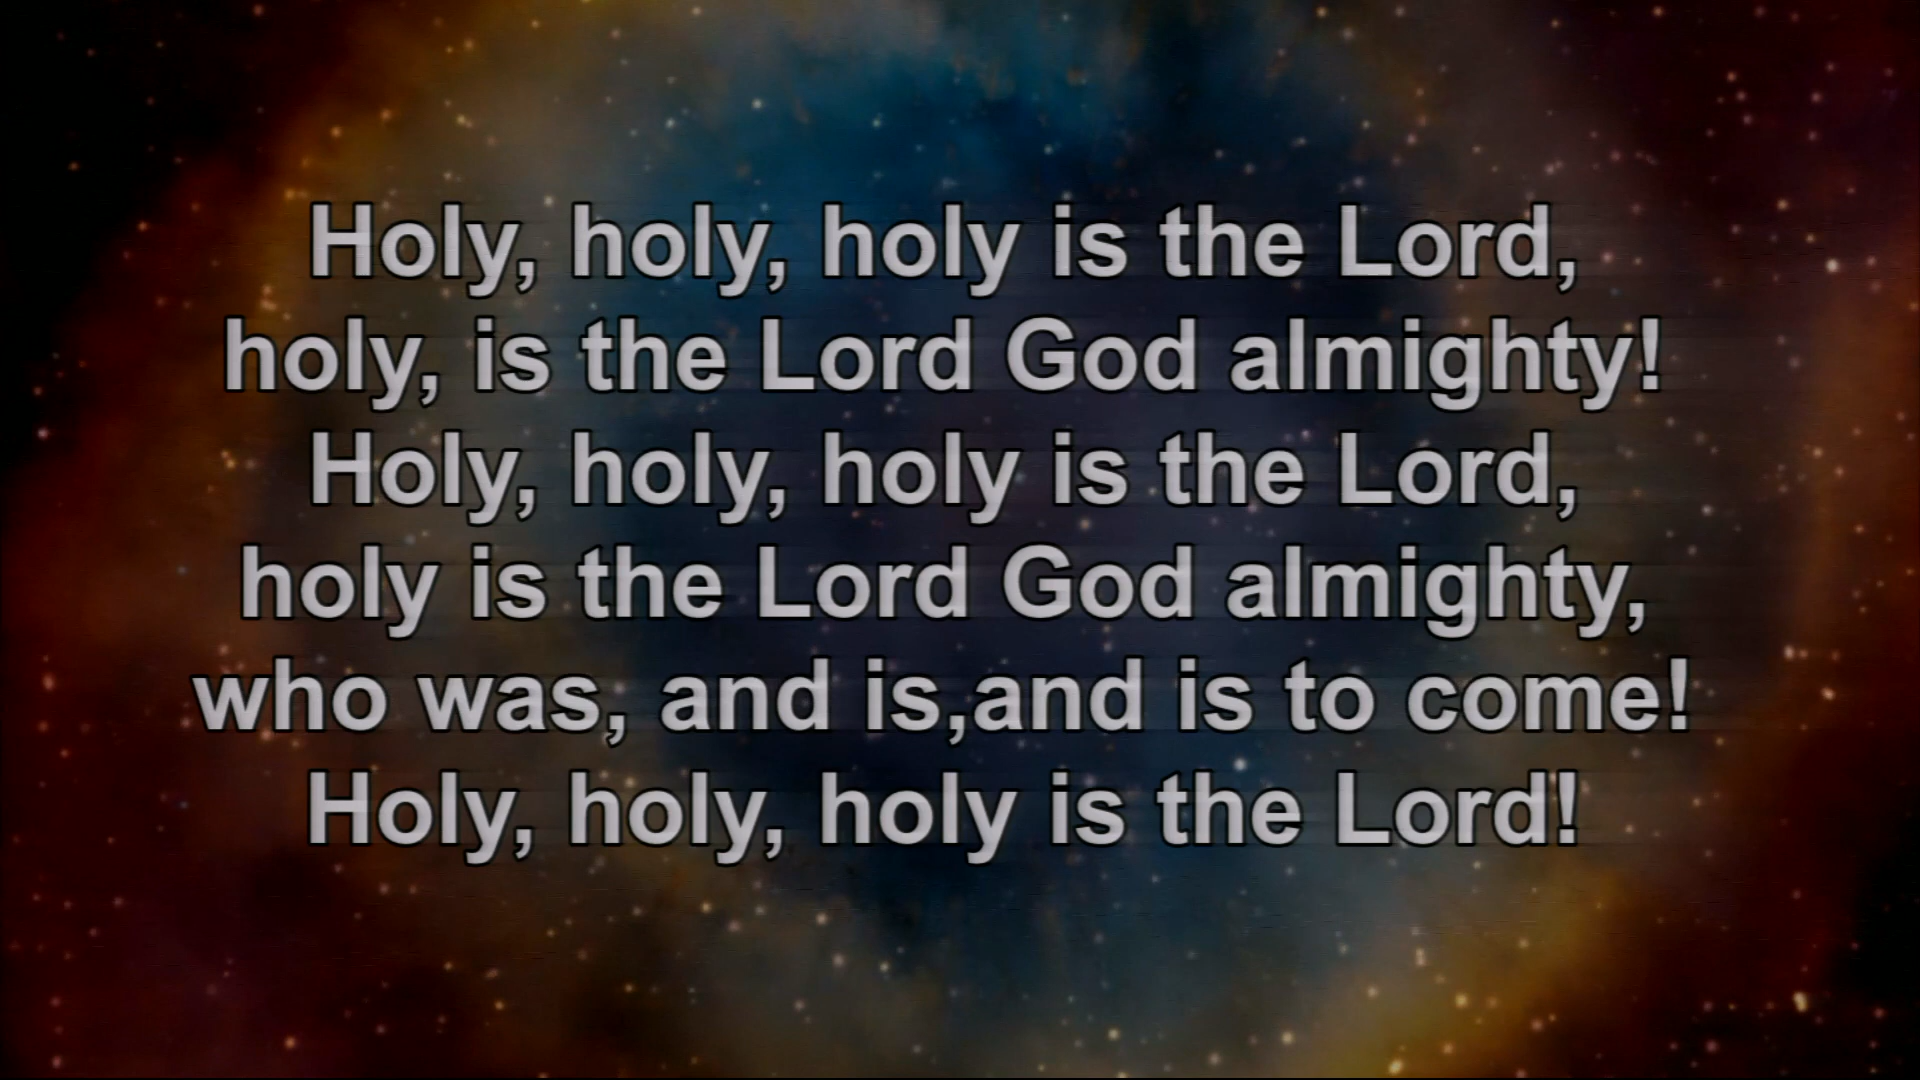 Holy, holy, holy is the Lord,
holy, is the Lord God almighty!
Holy, holy, holy is the Lord,
holy is the Lord God almighty,
who was, and is,and is to come!
Holy, holy, holy is the Lord!